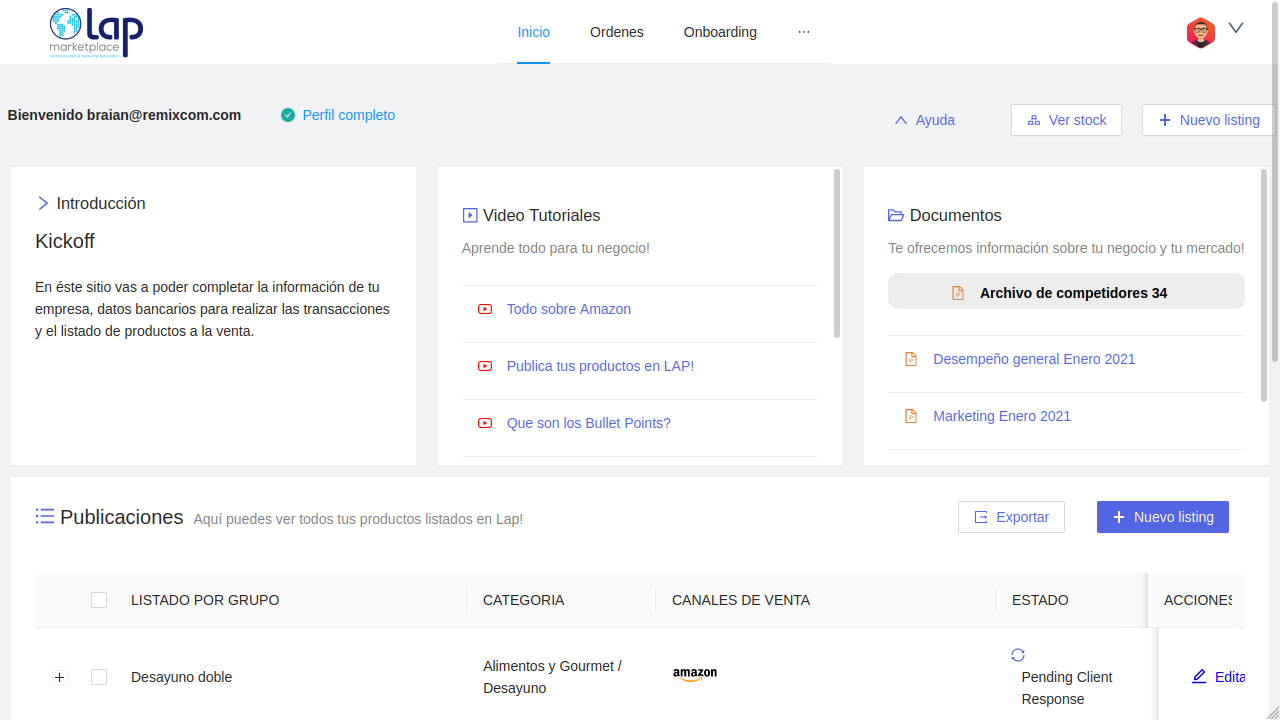 Lap
marketplace
Inicio
Ordenes
Onboarding
Bienvenido braian@remixcom.com
Perfil completo
Ayuda
Ver stock
Nuevo listing
Introducción
Kickoff
En éste sitio vas a poder completar la información de tu
empresa, datos bancarios para realizar las transacciones
y el listado de productos a la venta.
Video Tutoriales
Aprende todo para tu negocio!
Todo sobre Amazon
Publica tus productos en LAP!
Que son los Bullet Points?
Documentos
Te ofrecemos información sobre tu negocio y tu mercado!
Archivo de competidores 34
Desempeño general Enero 2021
Marketing Enero 2021
Publicaciones
Aquí puedes ver todos tus productos listados en Lap!
Exportar
Nuevo listing
LISTADO POR GRUPO
CATEGORIA
CANALES DE VENTA
ESTADO
ACCIONES
Desayuno doble
Alimentos y Gourmet /
Desayuno
amazon
Pending Client
Response
Edita